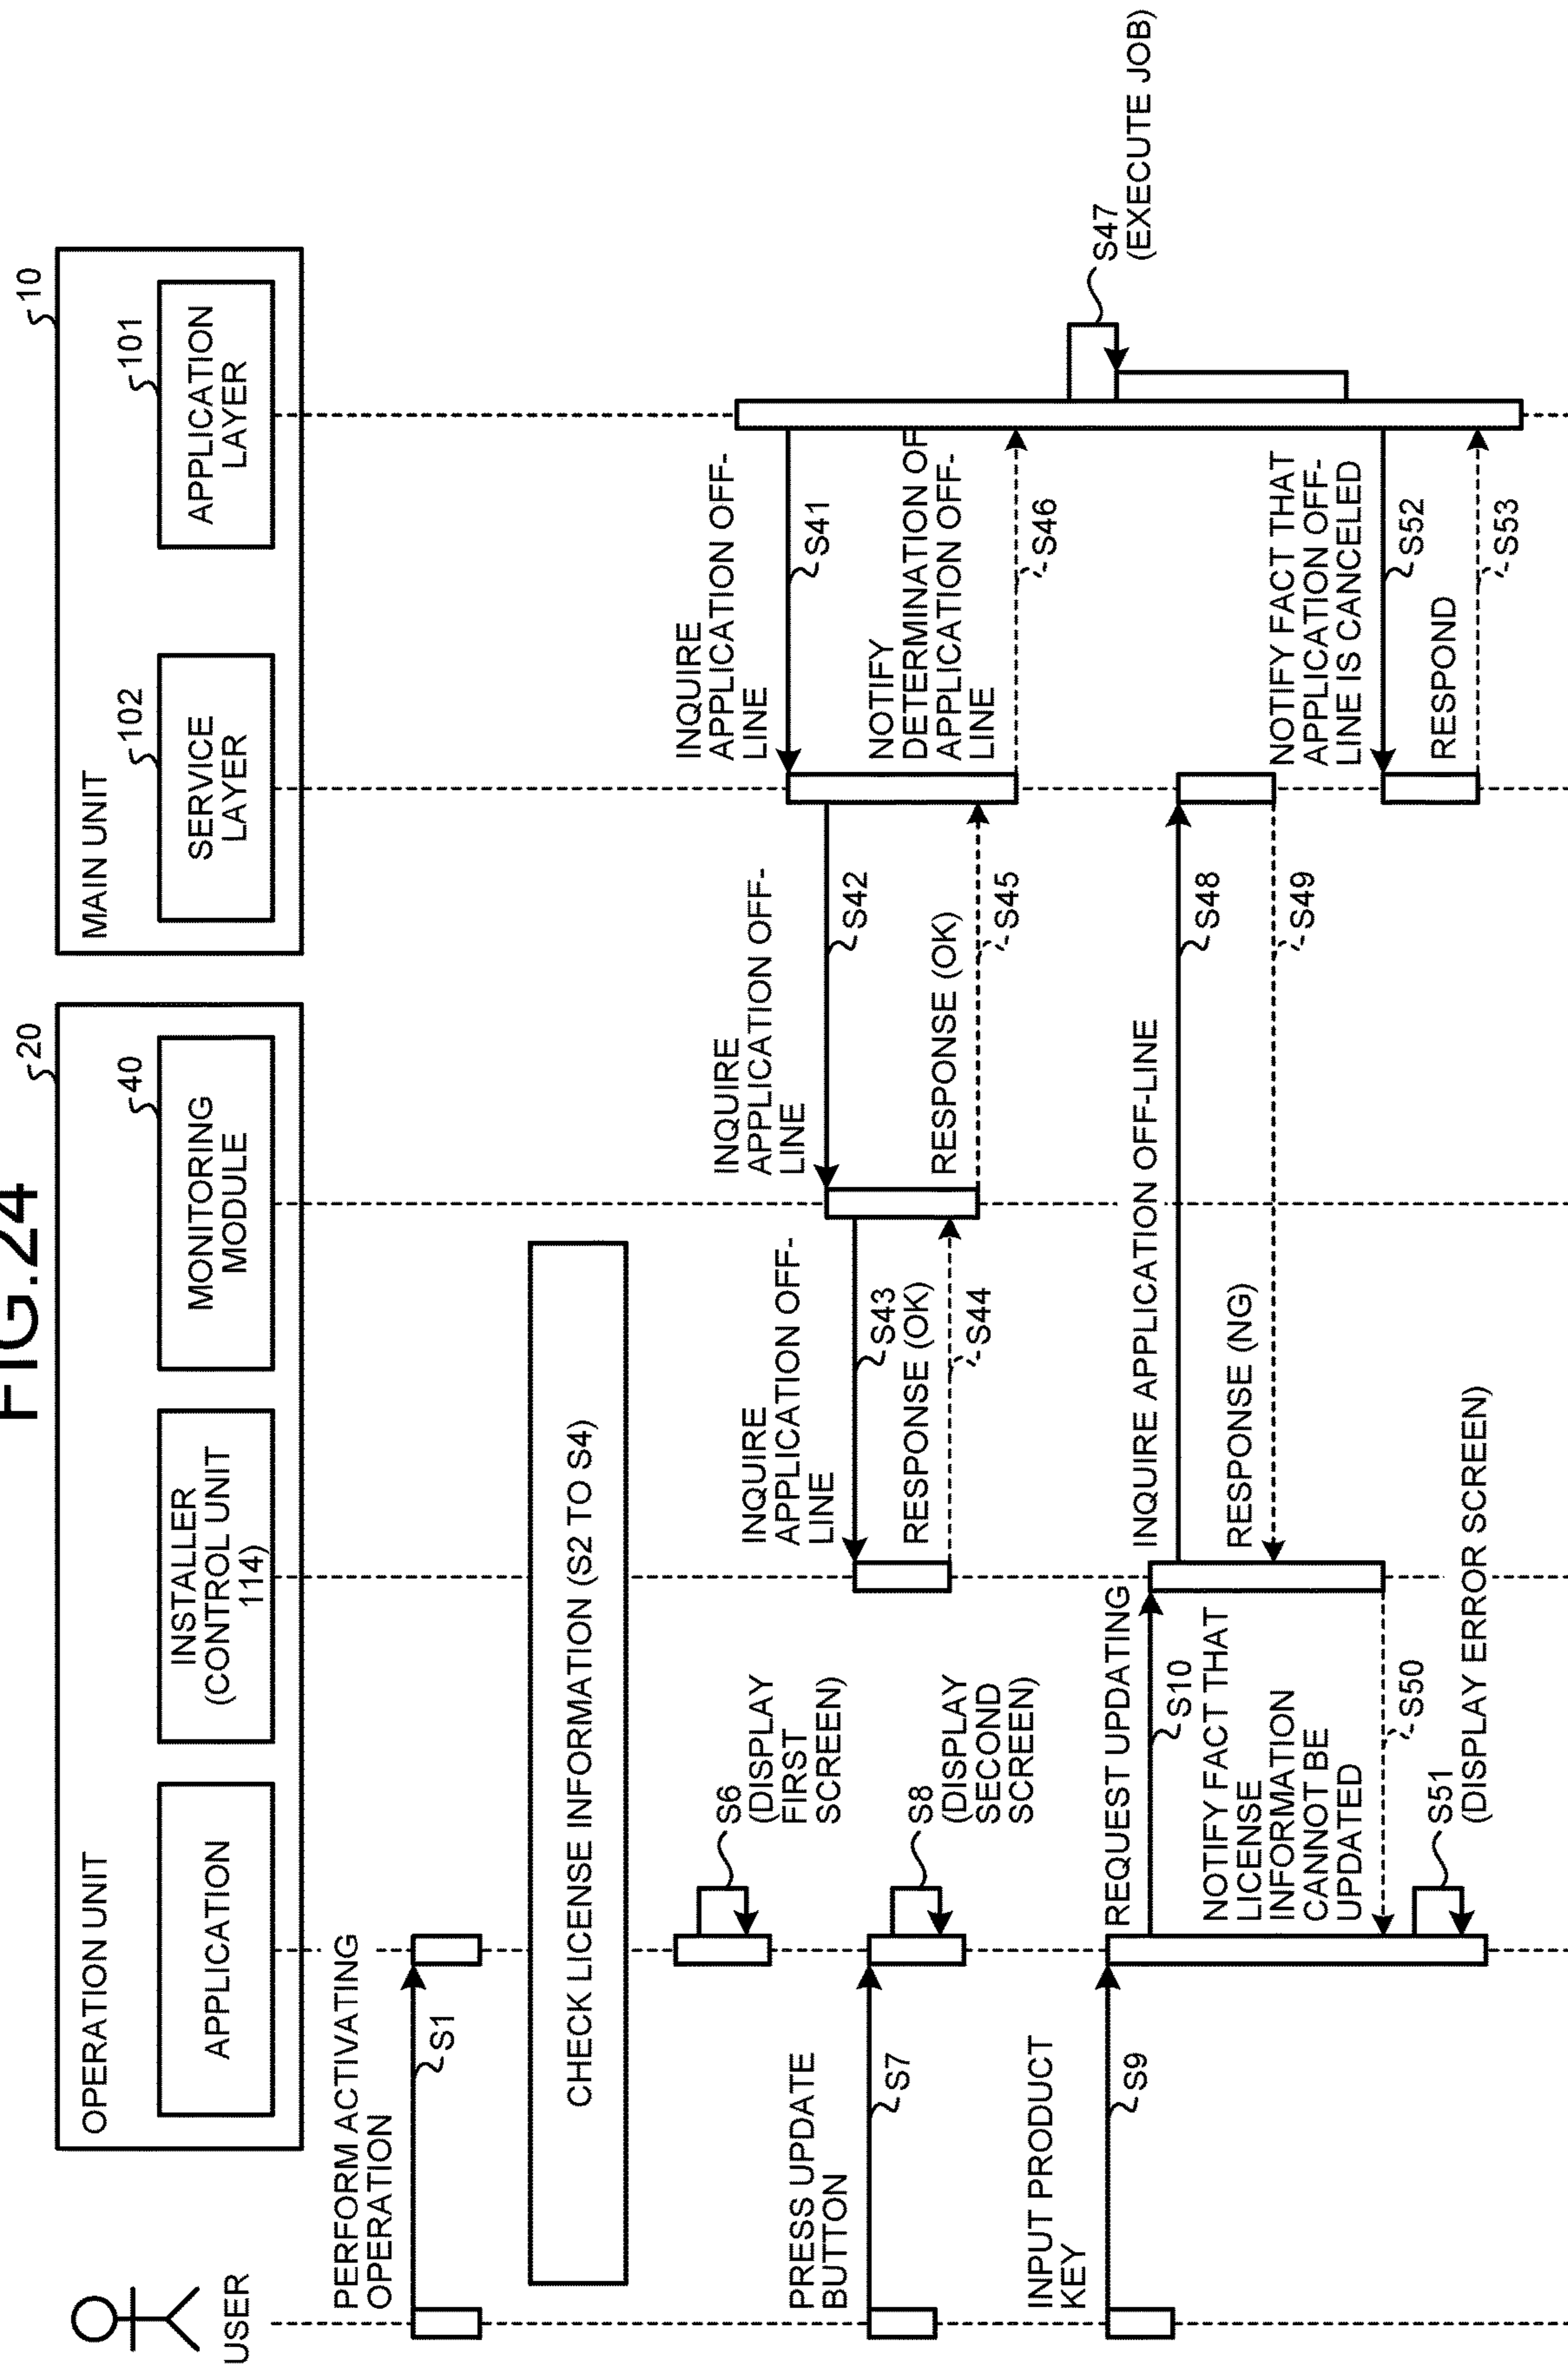 FIG.24
USER
OPERATION UNIT
20
APPLICATION
INSTALLER
(CONTROL UNIT
114)
MONITORING
MODULE
40
MAIN UNIT
10
SERVICE
LAYER
102
APPLICATION
LAYER
101
PERFORM ACTIVATING
OPERATION
S1
CHECK LICENSE INFORMATION (S2 TO S4)
S6
(DISPLAY
FIRST
SCREEN)
INQUIRE
APPLICATION OFF-
LINE
S41
INQUIRE
APPLICATION OFF-
LINE
S42
INQUIRE
APPLICATION OFF-
LINE
S43
PRESS UPDATE
BUTTON
S7
S8
(DISPLAY
SECOND
SCREEN)
RESPONSE (OK)
S44
RESPONSE (OK)
S45
NOTIFY
DETERMINATION OF
APPLICATION OFF-
LINE
S46
S47
(EXECUTE JOB)
INPUT PRODUCT
KEY
S9
REQUEST UPDATING
S10
INQUIRE APPLICATION OFF-LINE
S48
RESPONSE (NG)
S49
NOTIFY FACT THAT
LICENSE
INFORMATION
CANNOT BE
UPDATED
S50
S51
(DISPLAY ERROR SCREEN)
NOTIFY FACT THAT
APPLICATION OFF-
LINE IS CANCELED
S52
RESPOND
S53